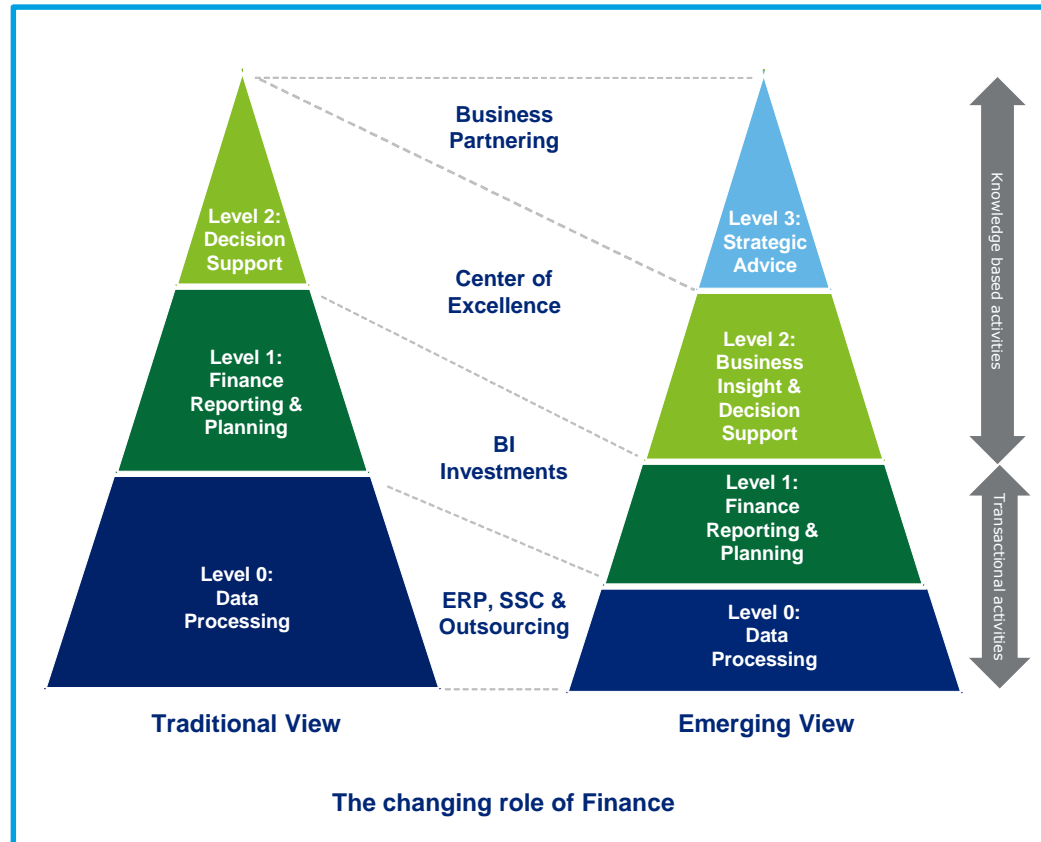 Business
Partnering
Level 2:
Decision
Support
Level 3:
Strategic
Advice
Center of
Excellence
Level 1:
Finance
Reporting &
Planning
Level 2:
Business
Insight &
Decision
Support
BI
Investments
Level 1:
Finance
Reporting &
Planning
Level 0:
Data
Processing
ERP, SSC &
Outsourcing
Level 0:
Data
Processing
Knowledge based activities
Transactional activities
Traditional View
Emerging View
The changing role of Finance